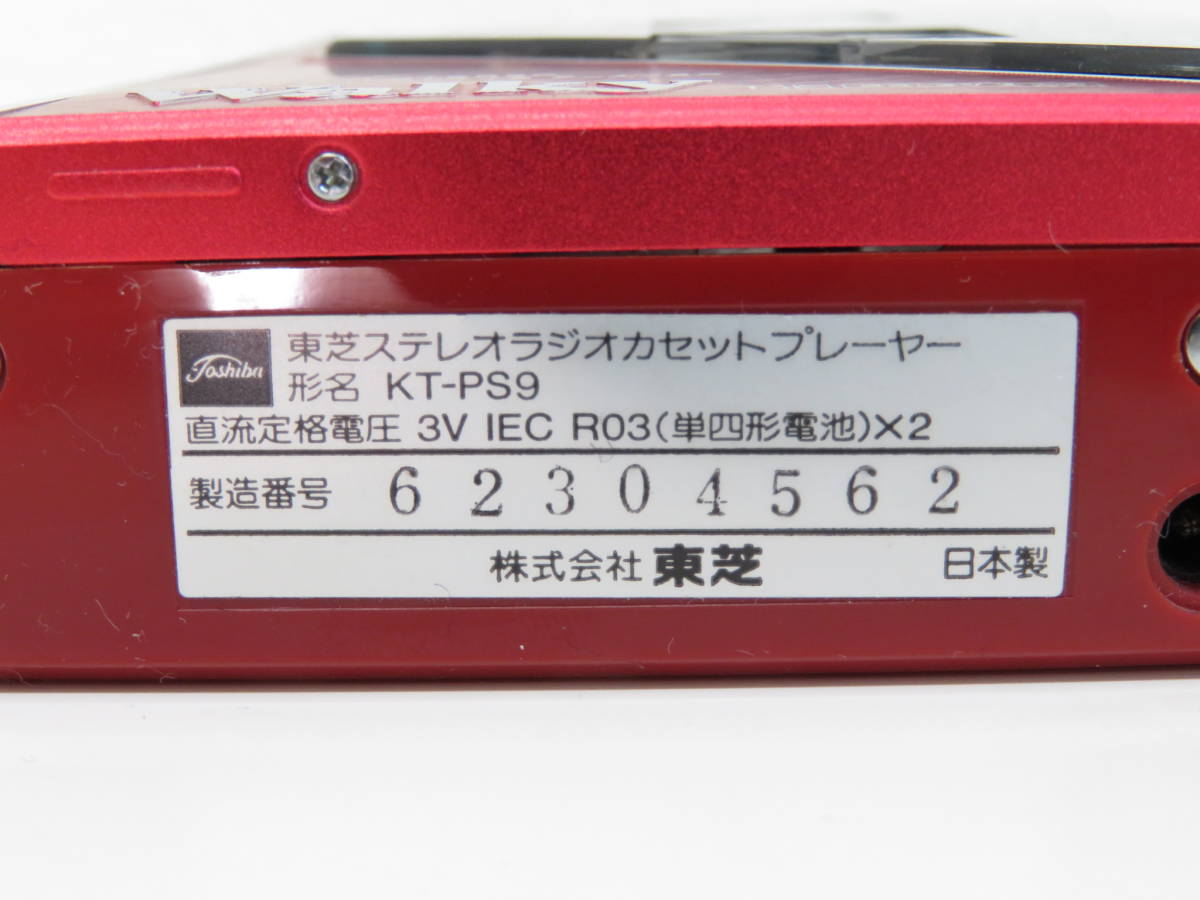 Walky
Toshiba
東芝ステレオラジオカセットプレーヤー
形名 KT-PS9
直流定格電圧 3V IEC R03(単四形電池)×2
製造番号 62304562
株式会社 東芝 日本製